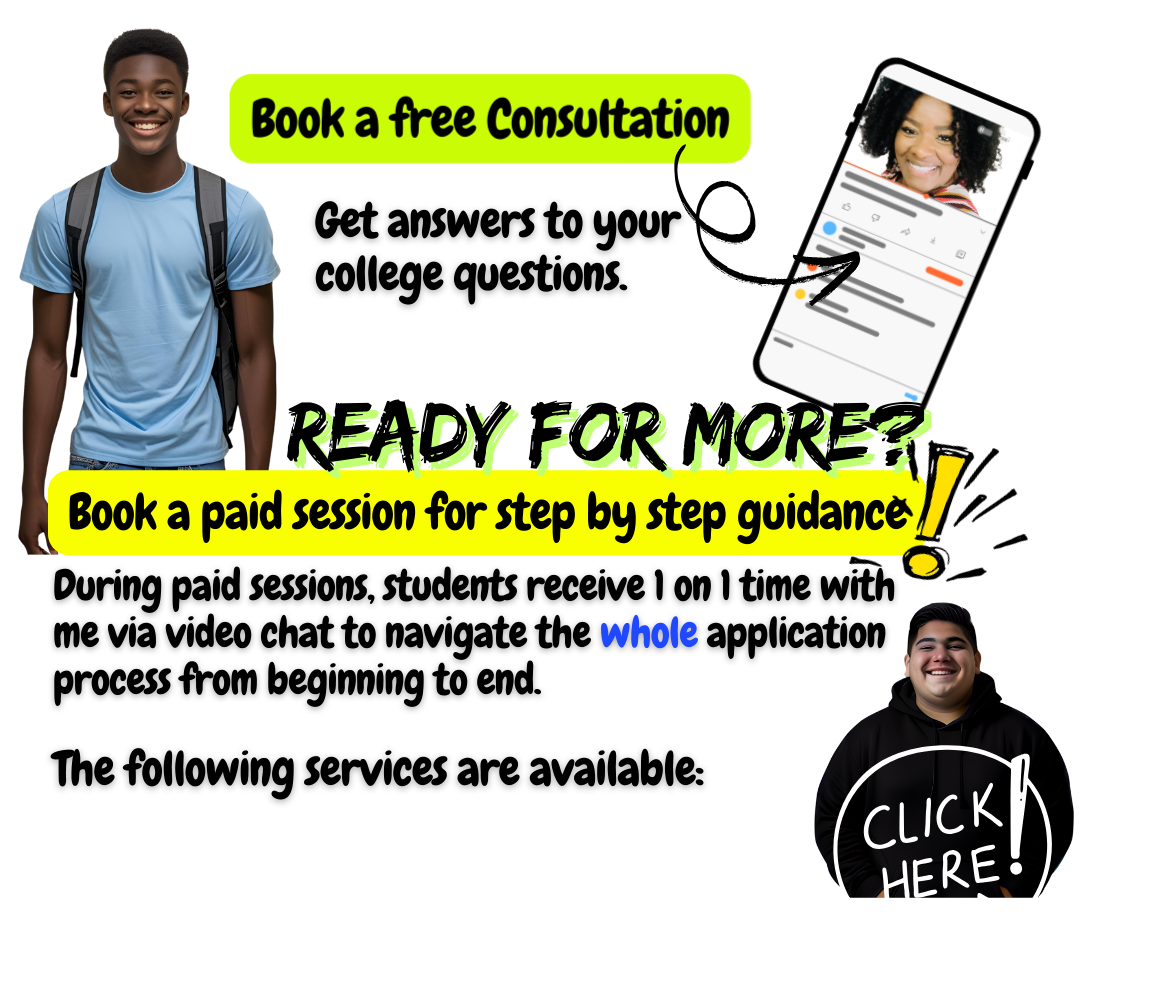 Book a free Consultation
Get answers to your
college questions.
READY FOR MORE?
Book a paid session for step by step guidance
During paid sessions, students receive 1 on 1 time with
me via video chat to navigate the whole application
process from beginning to end.
The following services are available:
CLICK
HERE!